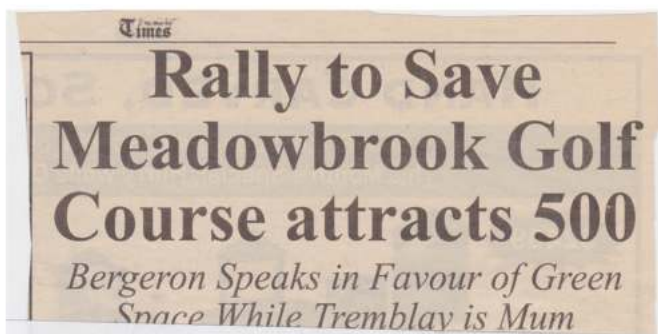 Times
Rally to Save
Meadowbrook Golf
Course attracts 500
Bergeron Speaks in Favour of Green
Space While Tremblay is Mum